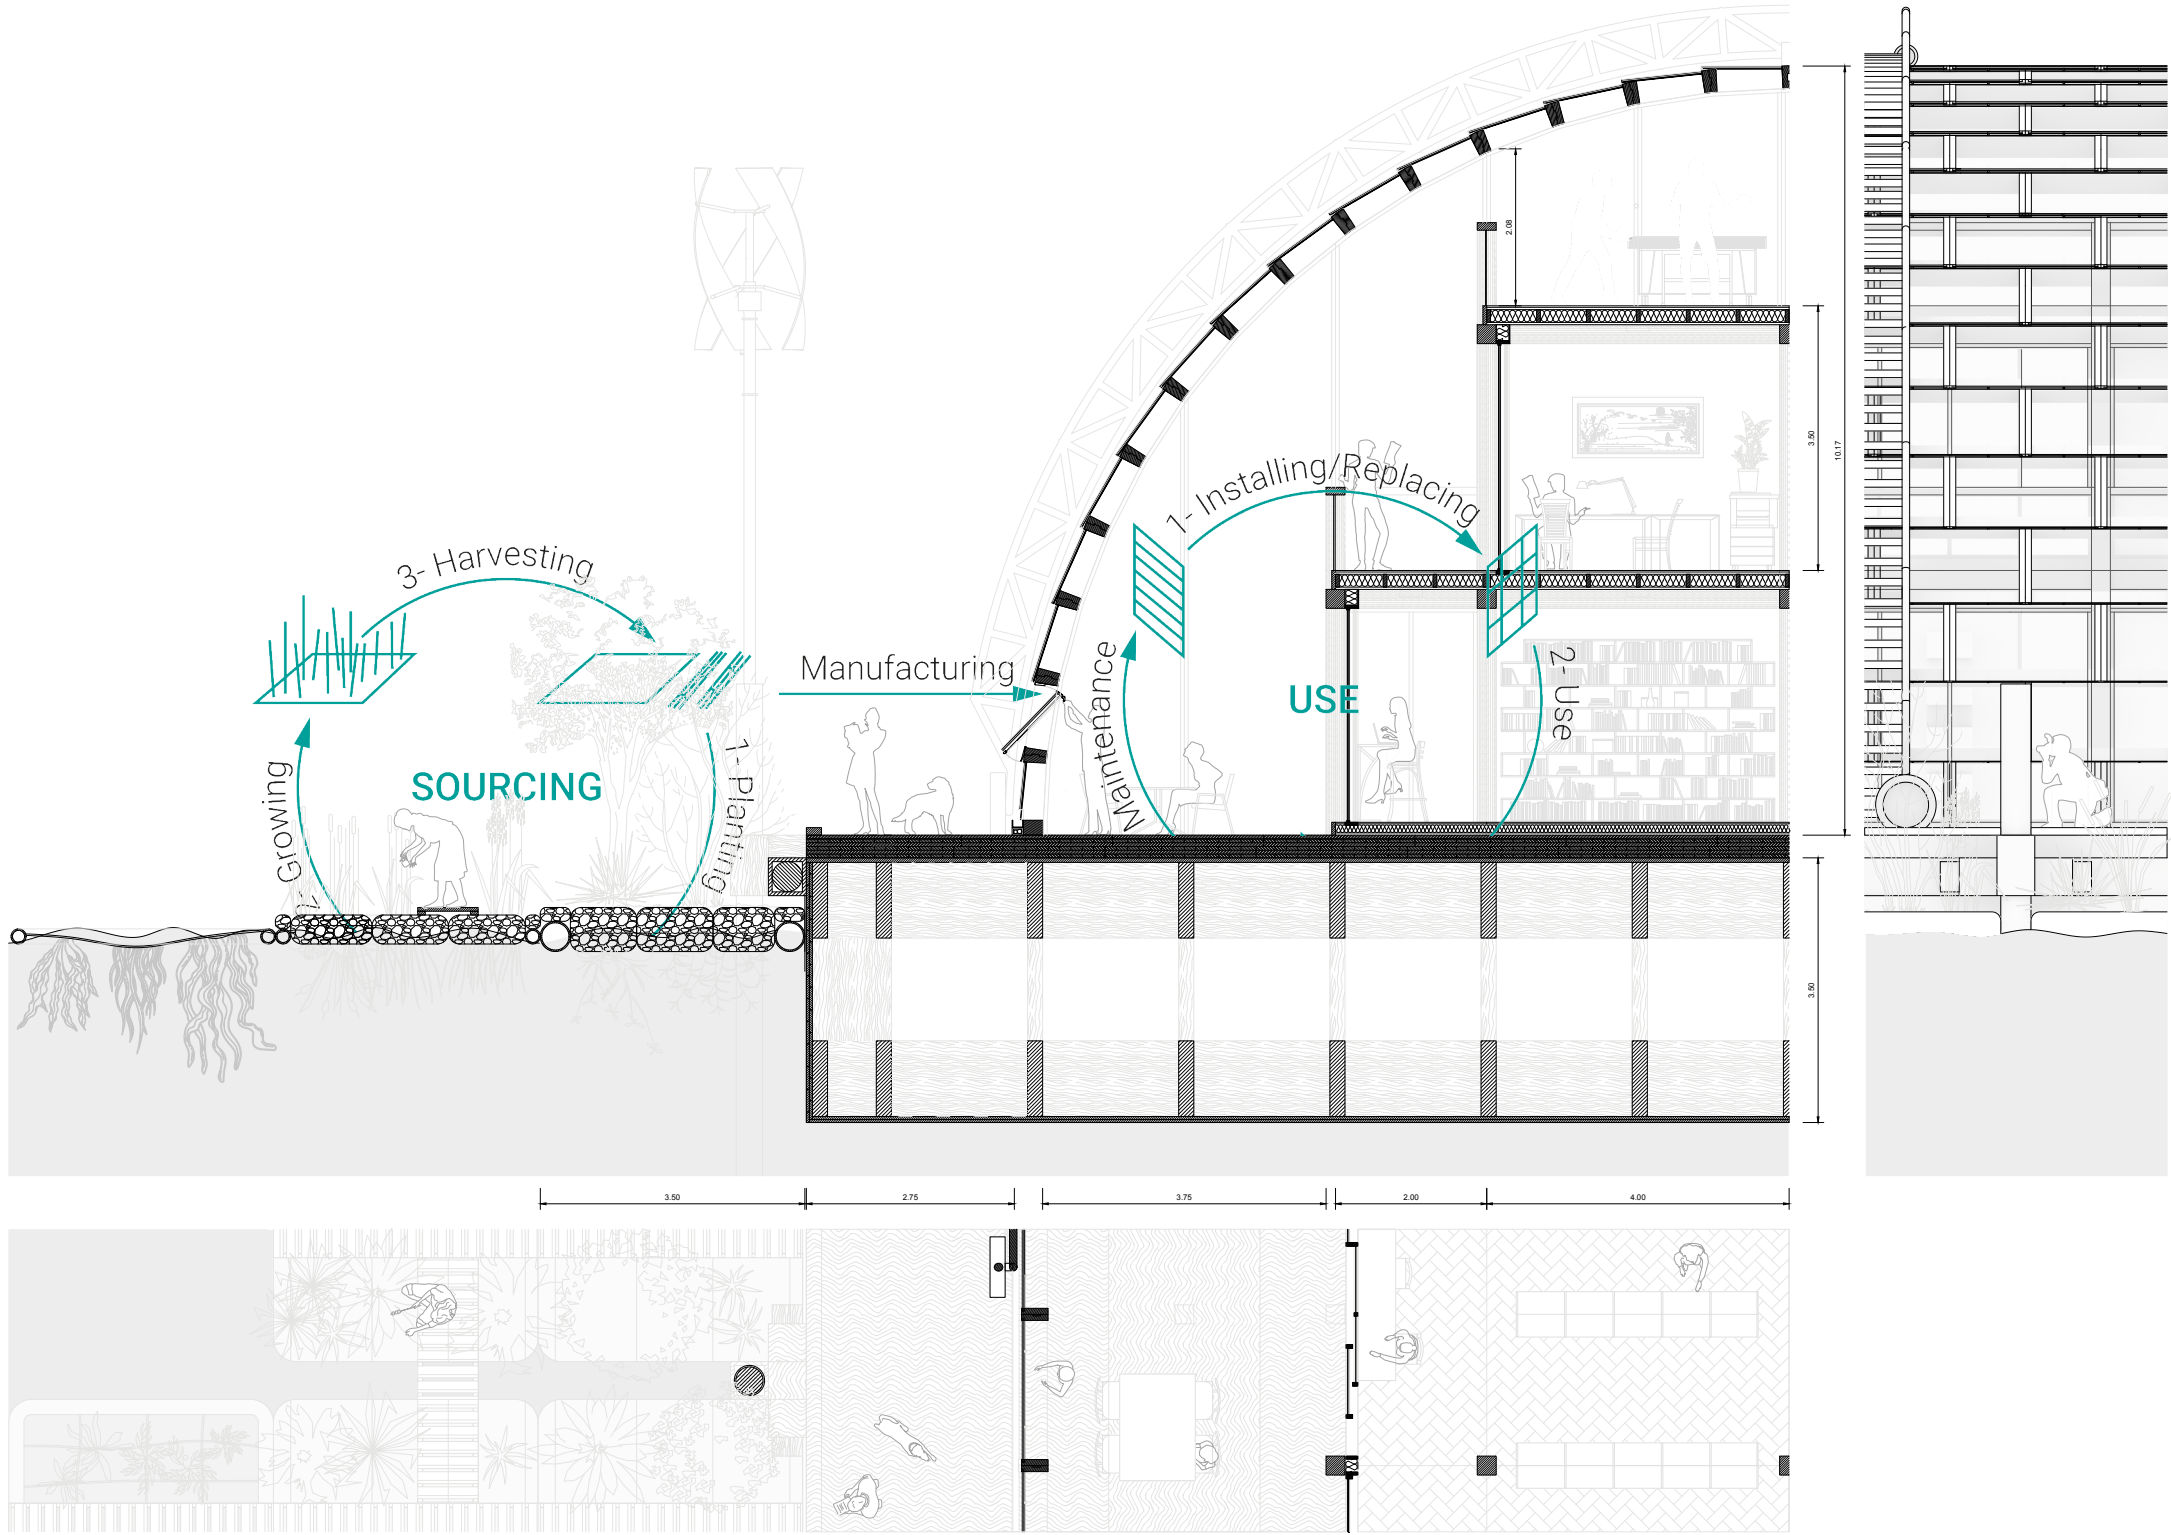 3- Harvesting
1- Installing/Replacing
Manufacturing
Maintenance
USE
2- Use
SOURCING
1- Planting
Growing
2.08
3.50
10.17
3.50
3.50
2.75
3.75
2.00
4.00